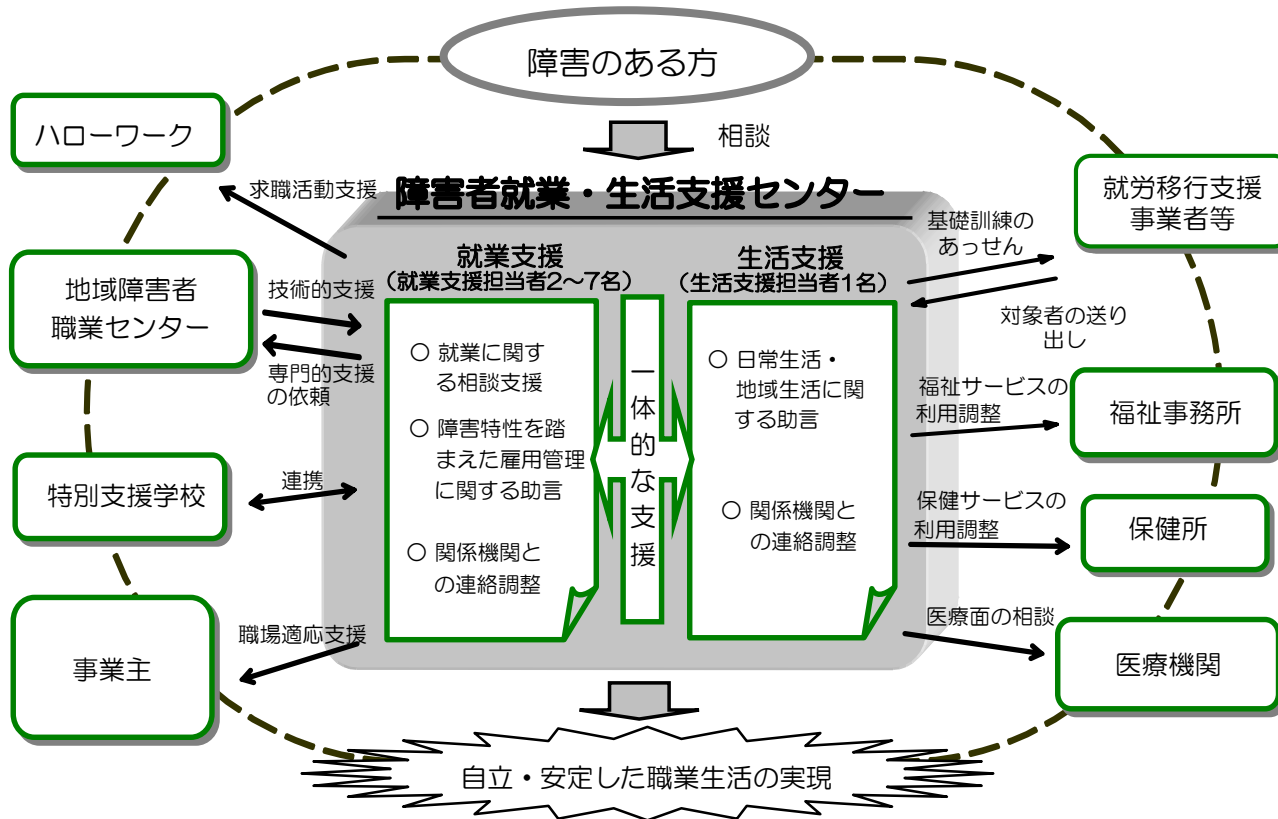 障害のある方
相談
ハローワーク
求職活動支援
地域障害者
職業センター
技術的支援
専門的支援
の依頼
特別支援学校
連携
事業主
職場適応支援
障害者就業・生活支援センター
就業支援
（就業支援担当者2～7名）
○ 就業に関す
る相談支援
○ 障害特性を踏
まえた雇用管理
に関する助言
○ 関係機関と
の連絡調整
一体的な支援
生活支援
（生活支援担当者1名）
○ 日常生活・
地域生活に関
する助言
○ 関係機関と
の連絡調整
基礎訓練の
あっせん
就労移行支援
事業者等
対象者の送り
出し
福祉サービスの
利用調整
福祉事務所
保健サービスの
利用調整
保健所
医療面の相談
医療機関
自立・安定した職業生活の実現